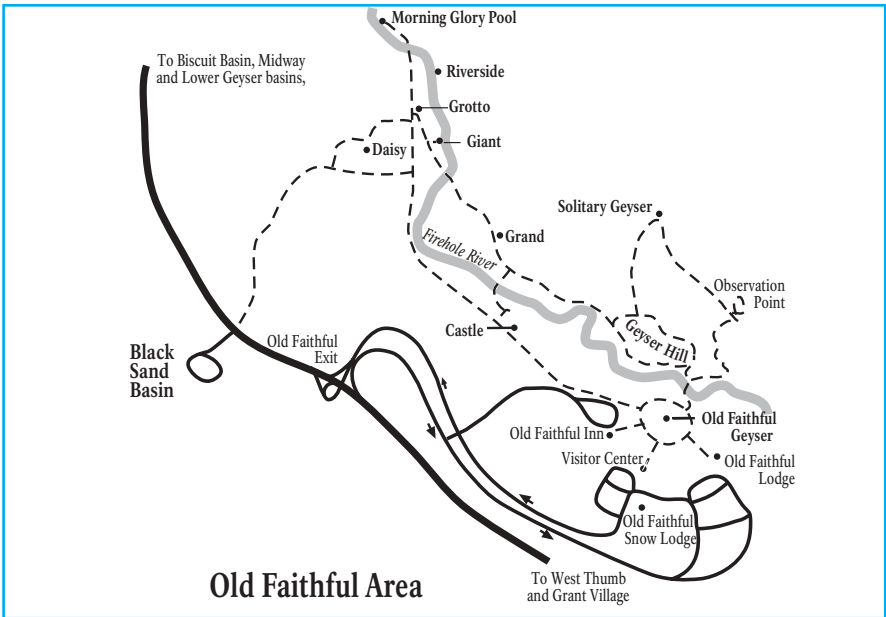 Morning Glory Pool
To Biscuit Basin, Midway
and Lower Geyser basins,
Riverside
Grotto
Giant
Daisy
Solitary Geyser
Grand
Firehole River
Observation
Point
Geyser Hill
Castle
Old Faithful
Exit
Black
Sand
Basin
Old Faithful
Geyser
Old Faithful Inn
Visitor Center
Old Faithful
Lodge
Old Faithful
Snow Lodge
To West Thumb
and Grant Village
Old Faithful Area